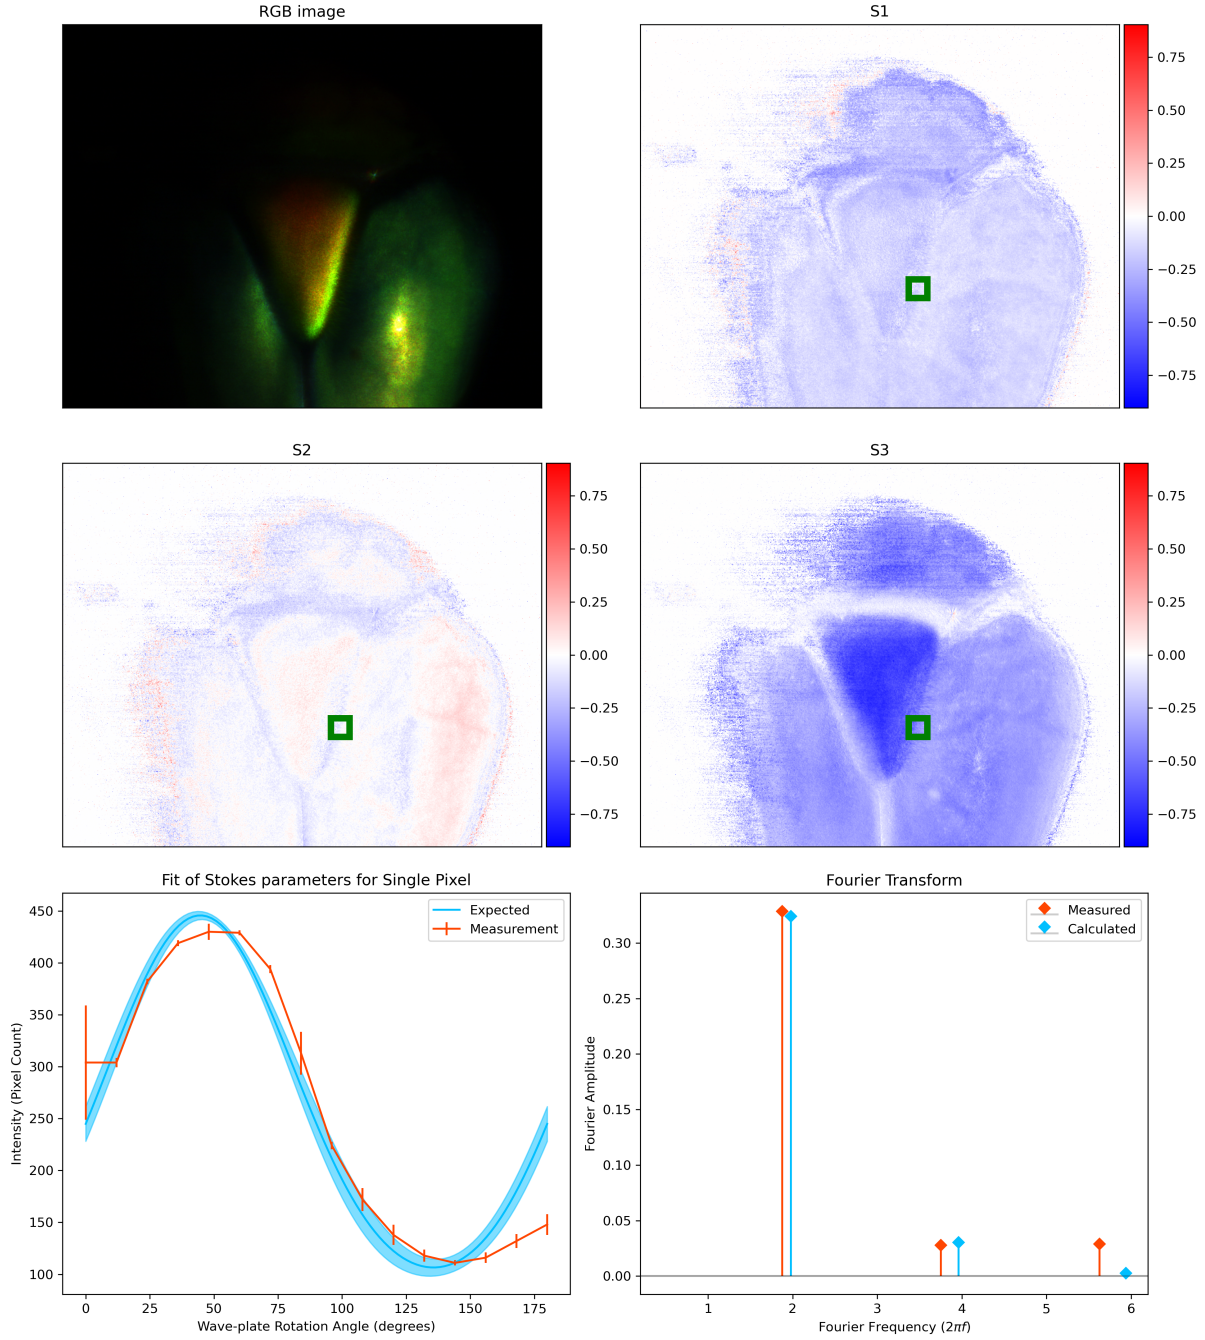 RGB image
S1
0.75
0.50
0.25
0.00
−0.25
−0.50
−0.75
S2
0.75
0.50
0.25
0.00
−0.25
−0.50
−0.75
S3
0.75
0.50
0.25
0.00
−0.25
−0.50
−0.75
Fit of Stokes parameters for Single Pixel
Expected
Measurement
Intensity (Pixel Count)
450
400
350
300
250
200
150
100
0 25 50 75 100 125 150 175
Wave-plate Rotation Angle (degrees)
Fourier Transform
Measured
Calculated
Fourier Amplitude
0.30
0.25
0.20
0.15
0.10
0.05
0.00
1 2 3 4 5 6
Fourier Frequency (2πf)